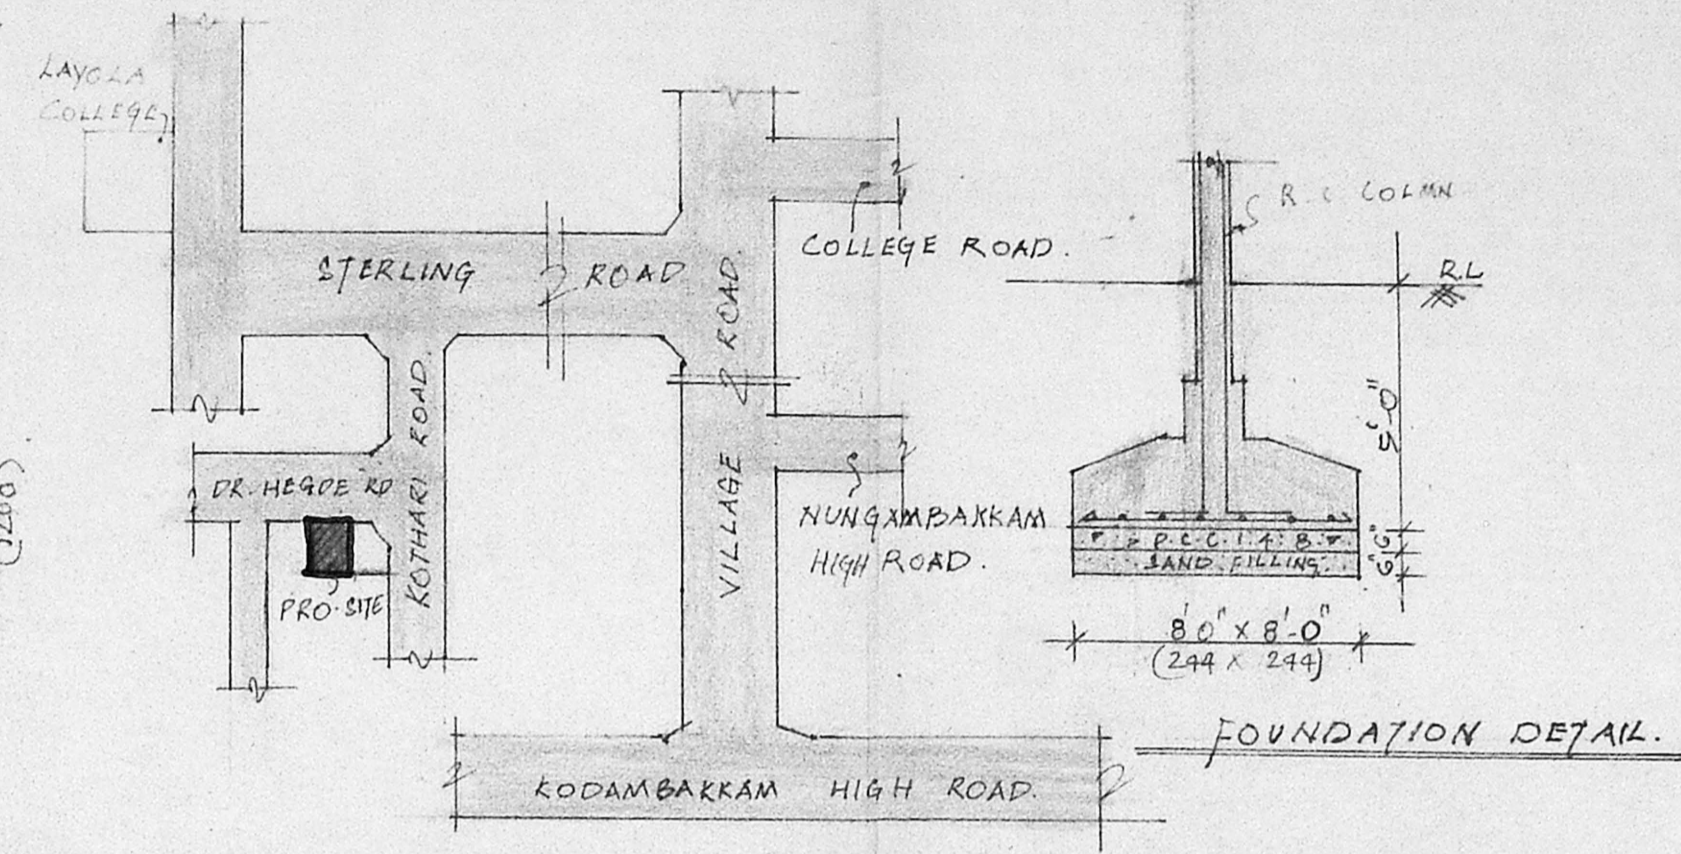 LAYOLA
COLLEGE
STERLING ROAD
COLLEGE ROAD.
VILLAGE ROAD.
KOTHARI ROAD.
DR. HEGDE RD
PRO. SITE
NUNGAMBAKKAM
HIGH ROAD.
KODAMBAKKAM HIGH ROAD.
(1200)
R.C COLMN
R.L
5'-0"
P.C.C. 1:4:8
6"
SAND FILLING
6"
8'0" X 8'-0"
(244 X 244)
FOUNDATION DETAIL.